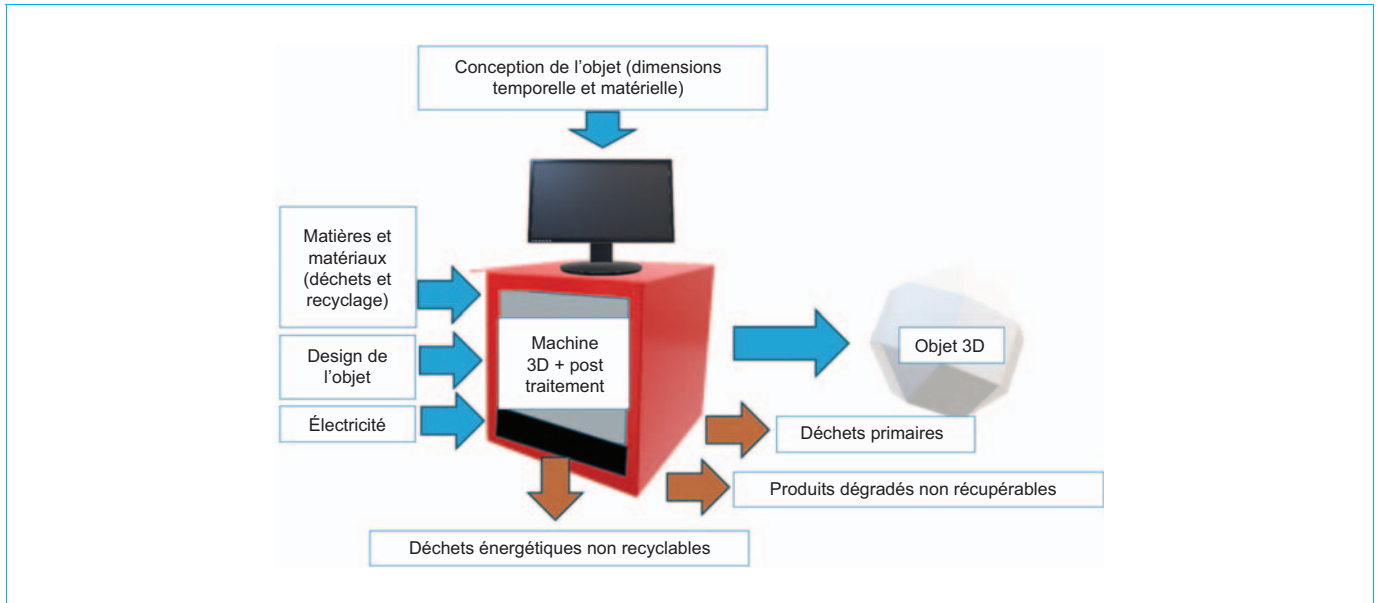 Conception de l’objet (dimensions
temporelle et matérielle)
Matières et
matériaux
(déchets et
recyclage)
Design de
l’objet
Électricité
Machine
3D + post
traitement
Objet 3D
Déchets primaires
Produits dégradés non récupérables
Déchets énergétiques non recyclables